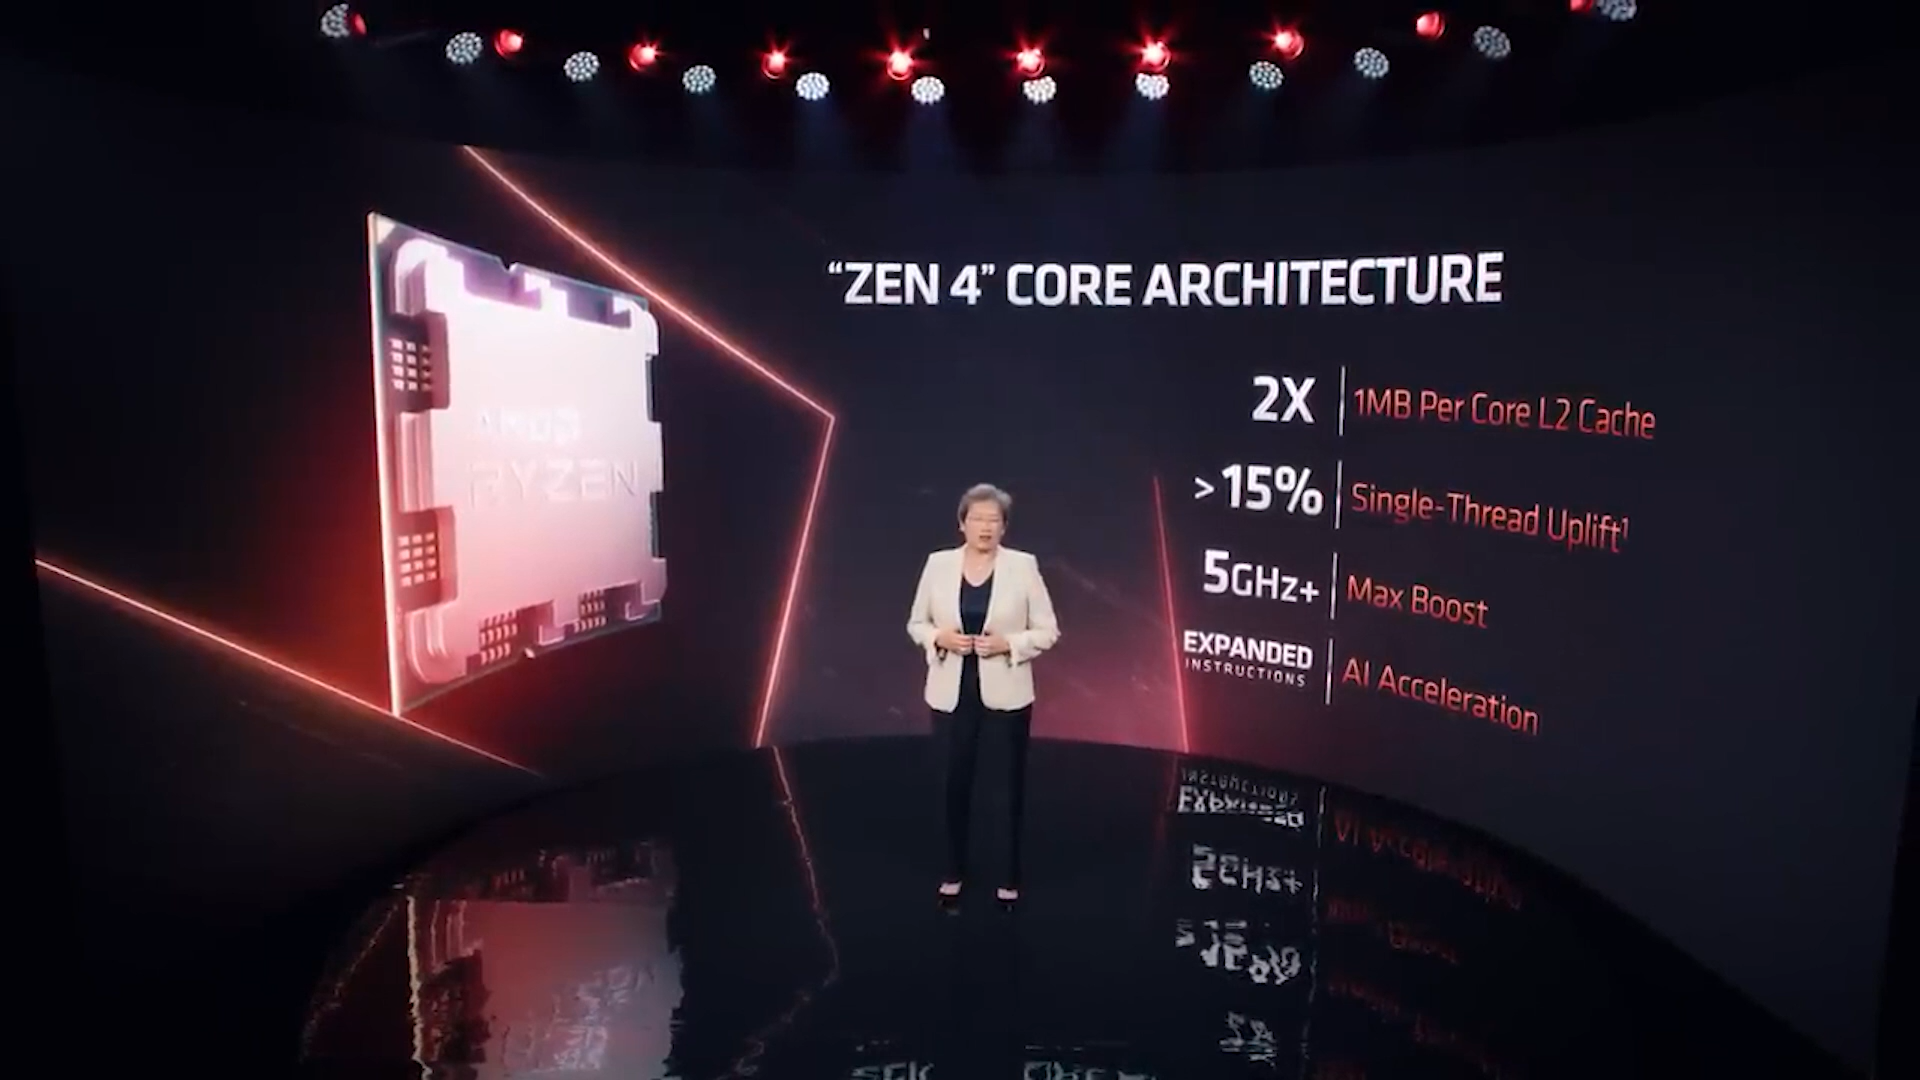 "ZEN 4" CORE ARCHITECTURE
2X 1MB Per Core L2 Cache
>15% Single-Thread Uplift¹
5GHz+ Max Boost
EXPANDED
INSTRUCTIONS
AI Acceleration
AMD
RYZEN